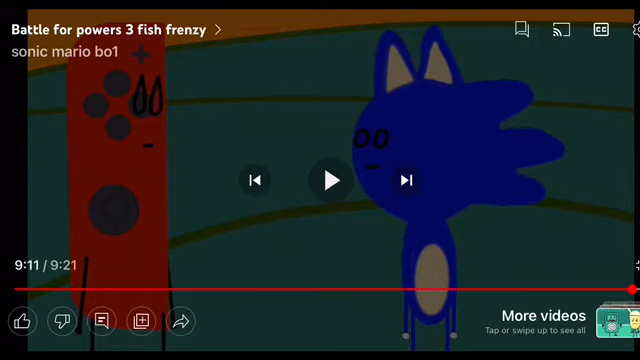 Battle for powers 3 fish frenzy
sonic mario bo1
CC
9:11 / 9:21
More videos
Tap or swipe up to see all